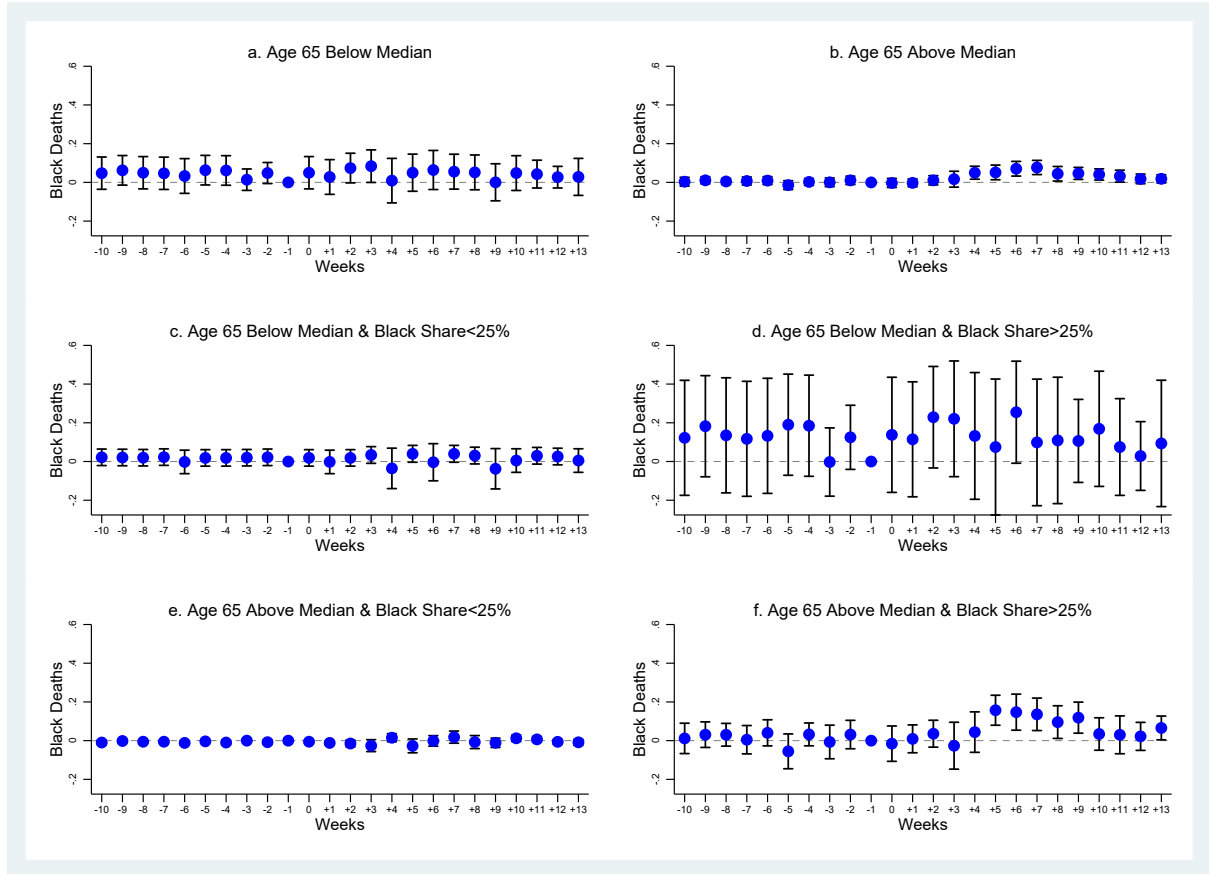 a. Age 65 Below Median
Black Deaths
.6
.4
.2
0
-.2
-10 -9 -8 -7 -6 -5 -4 -3 -2 -1 0 +1 +2 +3 +4 +5 +6 +7 +8 +9 +10 +11 +12 +13
Weeks
b. Age 65 Above Median
Black Deaths
.6
.4
.2
0
-.2
-10 -9 -8 -7 -6 -5 -4 -3 -2 -1 0 +1 +2 +3 +4 +5 +6 +7 +8 +9 +10 +11 +12 +13
Weeks
c. Age 65 Below Median & Black Share<25%
Black Deaths
.6
.4
.2
0
-.2
-10 -9 -8 -7 -6 -5 -4 -3 -2 -1 0 +1 +2 +3 +4 +5 +6 +7 +8 +9 +10 +11 +12 +13
Weeks
d. Age 65 Below Median & Black Share>25%
Black Deaths
.6
.4
.2
0
-.2
-10 -9 -8 -7 -6 -5 -4 -3 -2 -1 0 +1 +2 +3 +4 +5 +6 +7 +8 +9 +10 +11 +12 +13
Weeks
e. Age 65 Above Median & Black Share<25%
Black Deaths
.6
.4
.2
0
-.2
-10 -9 -8 -7 -6 -5 -4 -3 -2 -1 0 +1 +2 +3 +4 +5 +6 +7 +8 +9 +10 +11 +12 +13
Weeks
f. Age 65 Above Median & Black Share>25%
Black Deaths
.6
.4
.2
0
-.2
-10 -9 -8 -7 -6 -5 -4 -3 -2 -1 0 +1 +2 +3 +4 +5 +6 +7 +8 +9 +10 +11 +12 +13
Weeks